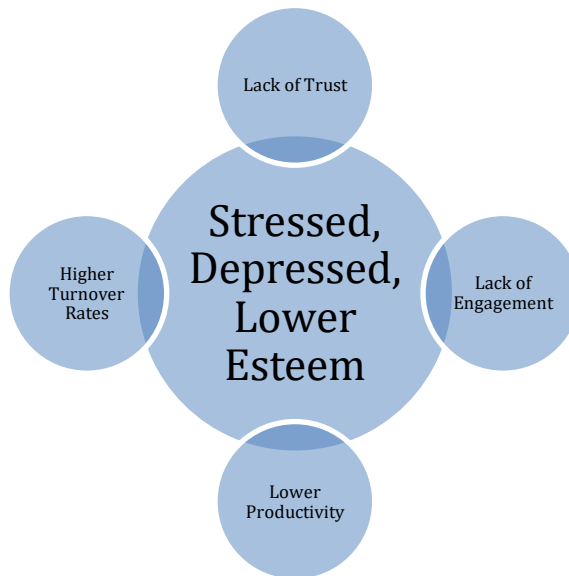 Lack of Trust
Stressed,
Depressed,
Lower
Esteem
Higher
Turnover
Rates
Lack of
Engagement
Lower
Productivity